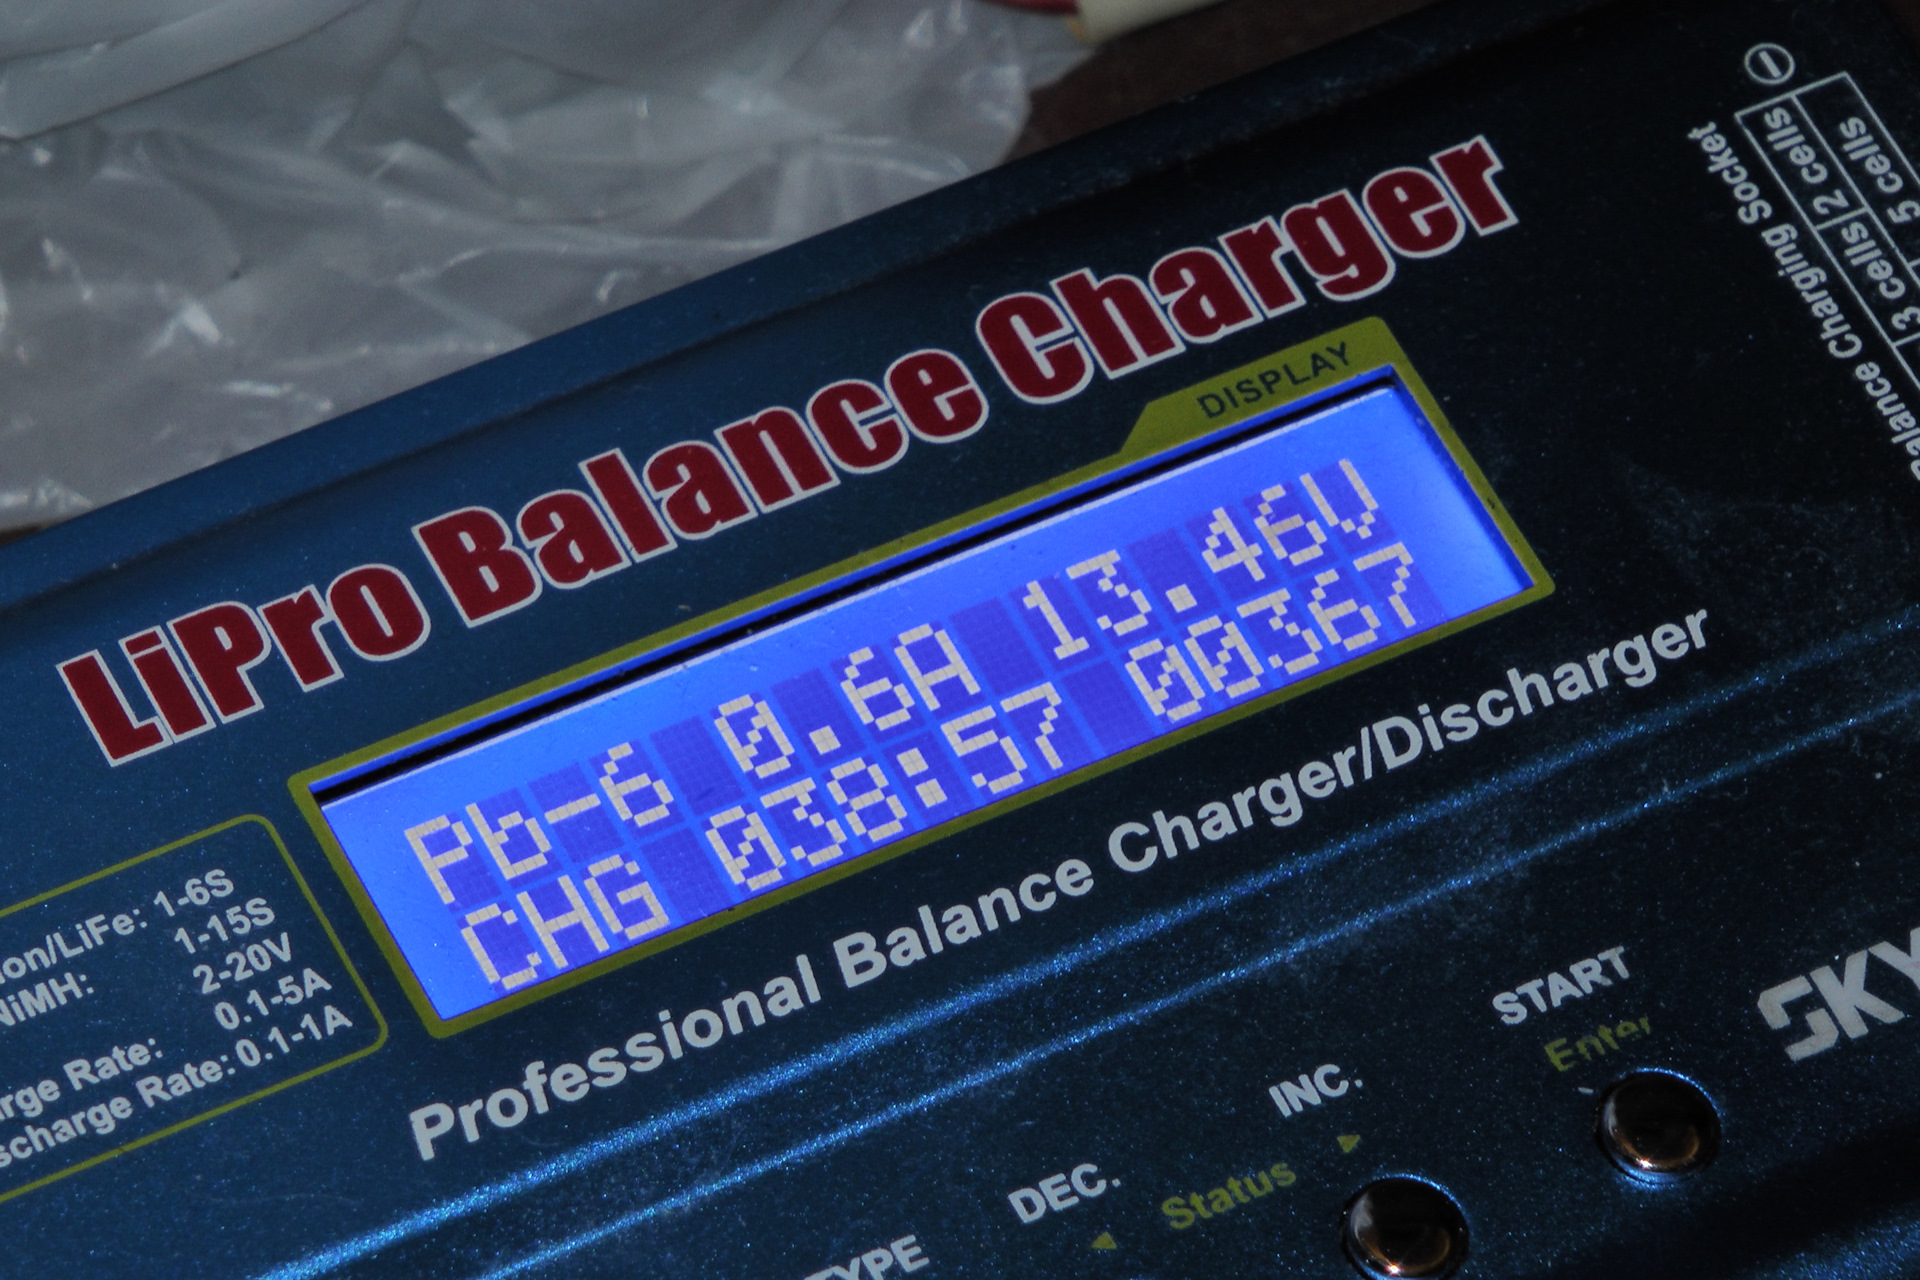 LiPro Balance Charger
DISPLAY
Pb-6 0.6A 13.46V
CHG 038:57 00367
Professional Balance Charger/Discharger
ion/LiFe: 1-6S
NiMH: 1-15S
2-20V
rge Rate: 0.1-5A
scharge Rate: 0.1-1A
Balance Charging Socket
2 cells
3 cells
5 cells
START
Enter
INC.
DEC.
Status
TYPE
SKY